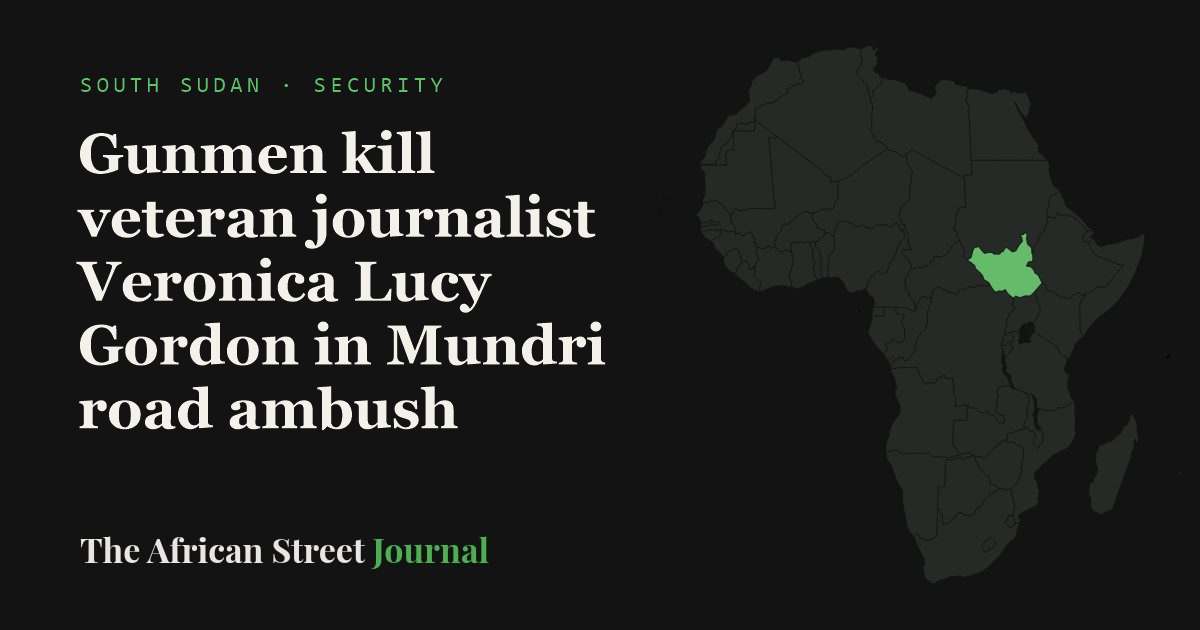 SOUTH SUDAN · SECURITY
Gunmen kill
veteran journalist
Veronica Lucy
Gordon in Mundri
road ambush
The African Street Journal